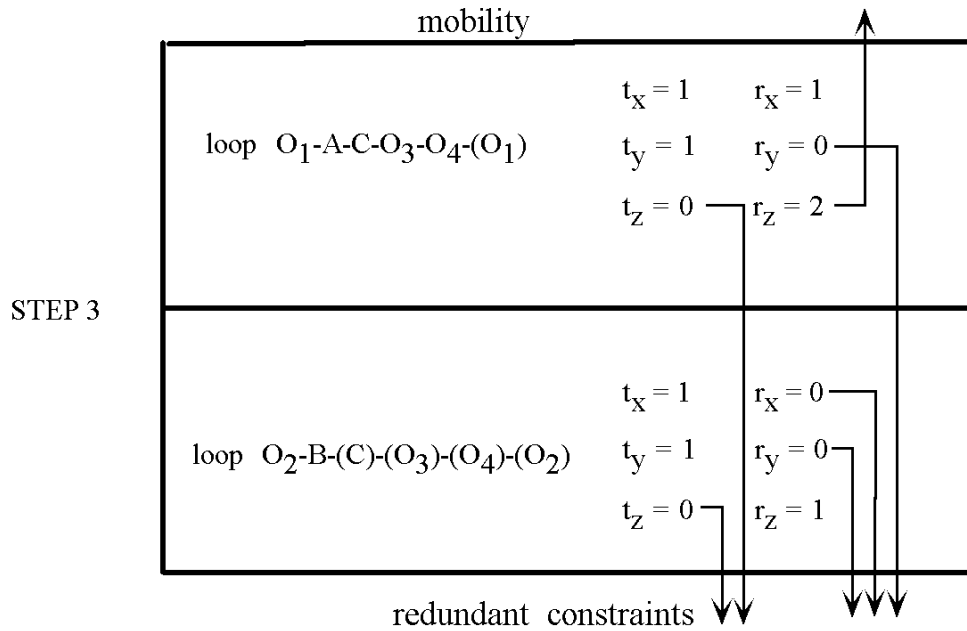 mobility
tx = 1 rx = 1
loop O1-A-C-O3-O4-(O1) ty = 1 ry = 0
tz = 0 rz = 2
STEP 3
tx = 1 rx = 0
loop O2-B-(C)-(O3)-(O4)-(O2) ty = 1 ry = 0
tz = 0 rz = 1
redundant constraints